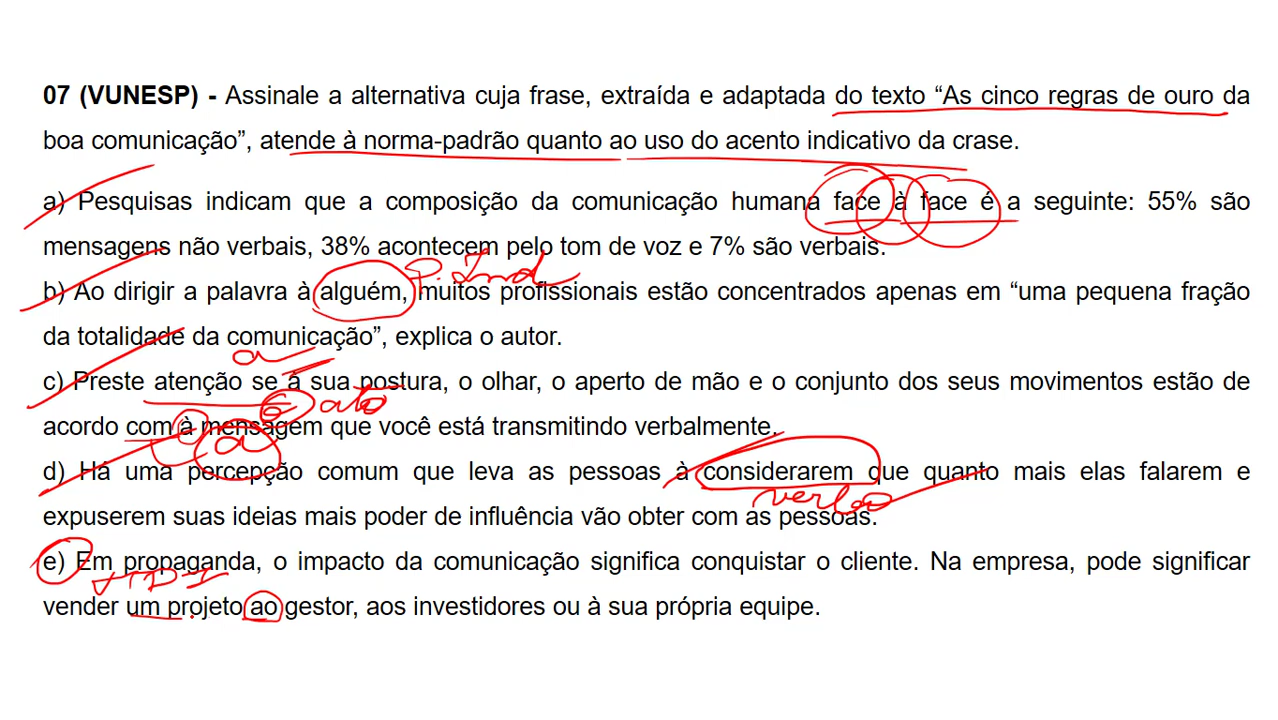 07 (VUNESP) - Assinale a alternativa cuja frase, extraída e adaptada do texto “As cinco regras de ouro da
boa comunicação”, atende à norma-padrão quanto ao uso do acento indicativo da crase.
a) Pesquisas indicam que a composição da comunicação humana face à face é a seguinte: 55% são
mensagens não verbais, 38% acontecem pelo tom de voz e 7% são verbais.
P. Ind
b) Ao dirigir a palavra à alguém, muitos profissionais estão concentrados apenas em “uma pequena fração
da totalidade da comunicação”, explica o autor.
a
c) Preste atenção se à sua postura, o olhar, o aperto de mão e o conjunto dos seus movimentos estão de
ato
acordo com à mensagem que você está transmitindo verbalmente.
a
d) Há uma percepção comum que leva as pessoas à considerarem que quanto mais elas falarem e
verbo
expuserem suas ideias mais poder de influência vão obter com as pessoas.
e) Em propaganda, o impacto da comunicação significa conquistar o cliente. Na empresa, pode significar
VTDI
vender um projeto ao gestor, aos investidores ou à sua própria equipe.